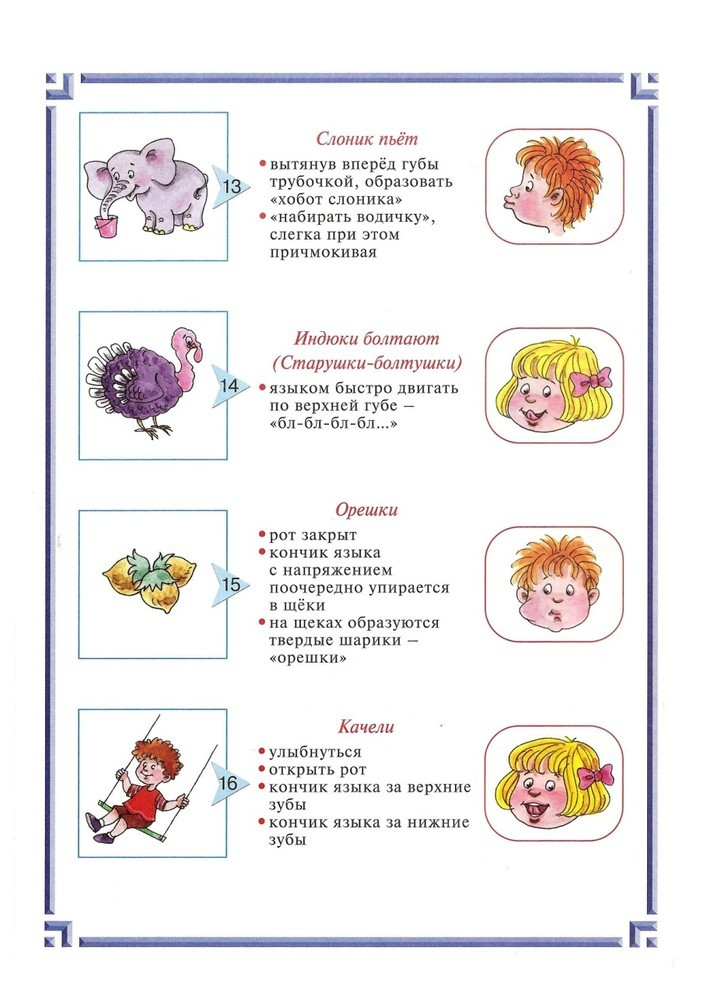 Слоник пьёт
• вытянув вперёд губы
трубочкой, образовать
«хобот слоника»
• «набирать водичку»,
слегка при этом
причмокивая
13
Индюки болтают
(Старушки-болтушки)
• языком быстро двигать
по верхней губе –
«бл-бл-бл-бл...»
14
Орешки
• рот закрыт
• кончик языка
с напряжением
поочередно упирается
в щёки
• на щеках образуются
твердые шарики –
«орешки»
15
Качели
• улыбнуться
• открыть рот
• кончик языка за верхние
зубы
• кончик языка за нижние
зубы
16